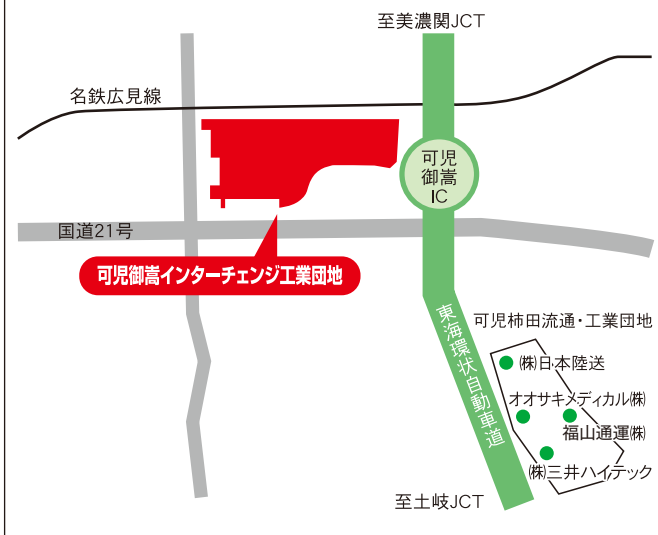 至美濃関JCT
名鉄広見線
可児
御嵩
IC
国道21号
可児御嵩インターチェンジ工業団地
東海環状自動車道
可児柿田流通・工業団地
㈱日本陸送
オオサキメディカル㈱
福山通運㈱
㈱三井ハイテック
至土岐JCT